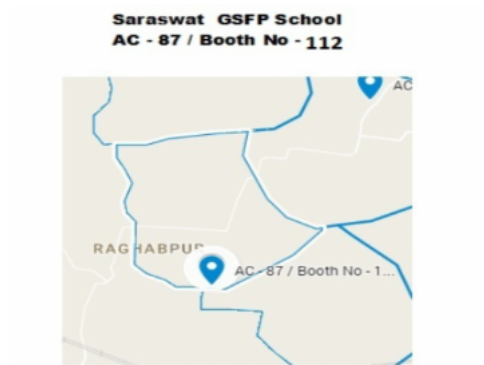 Saraswat GSFP School
AC - 87 / Booth No - 112
AC
RAGHABPUR
AC - 87 / Booth No - 1...